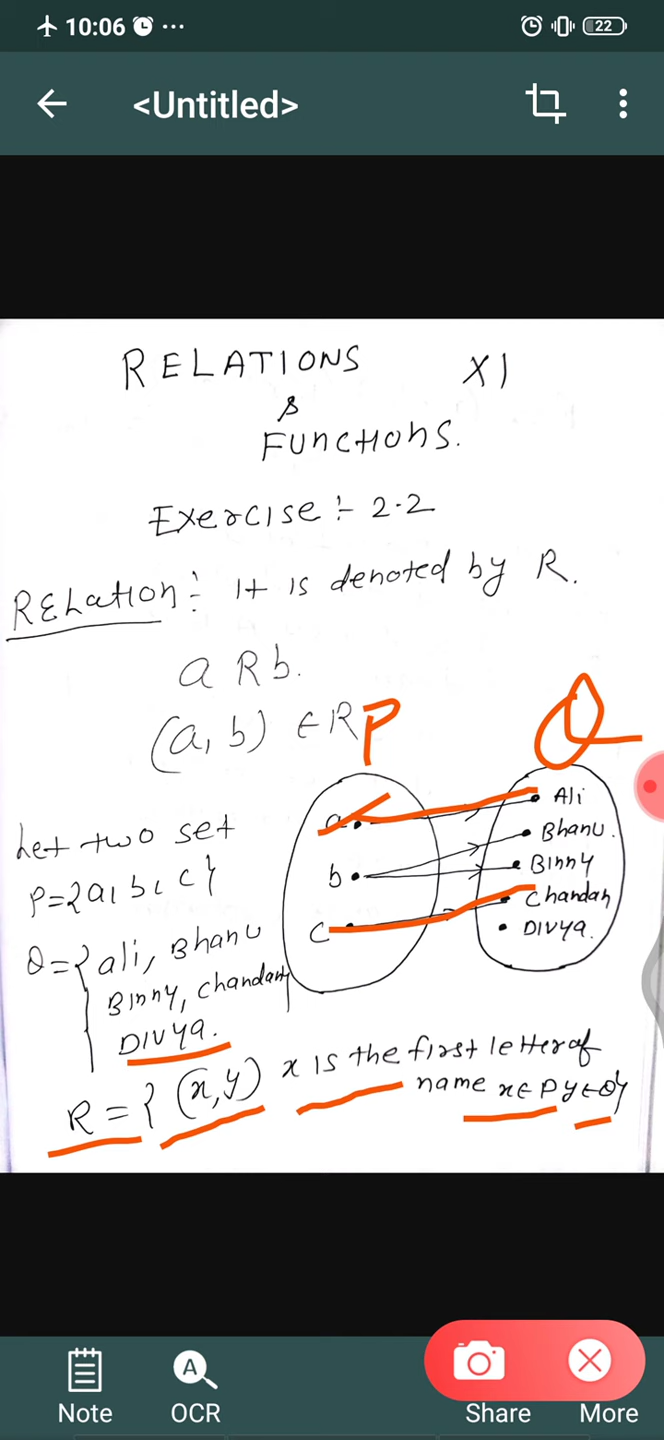 10:06 ...
22
<Untitled>
RELATIONS XI
&
FUNCTIONS.
Exercise :- 2.2
RELation :- It is denoted by R.
a R b.
(a, b) ∈ R
P Q
Let two set
P={a, b, c}
Q={ali, Bhanu
Binny, Chandan
DIVYA.
a.
b
c
Ali
Bhanu.
Binny
Chandan
DIVYA.
R = { (x,y) x is the first letter of
name x∈P y∈Q}
Note
A
OCR
Share
More